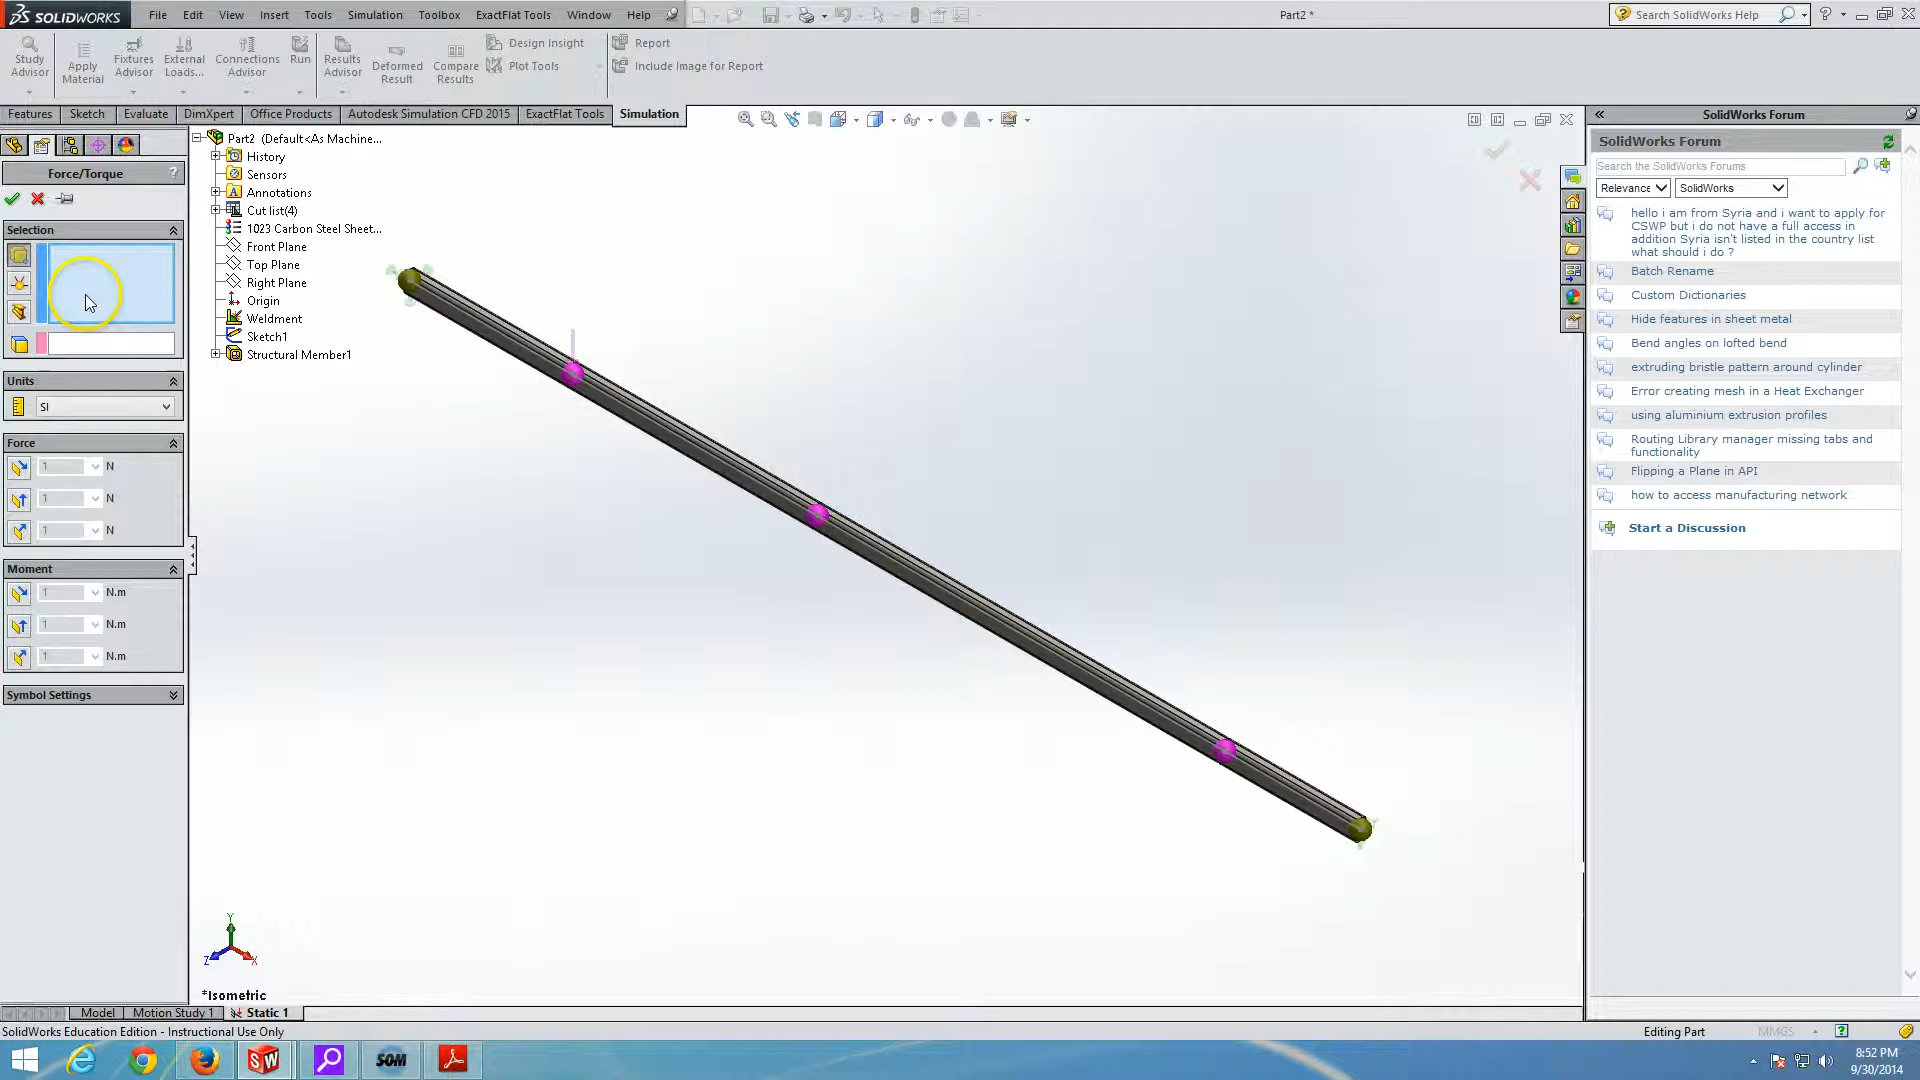 SOLIDWORKS File Edit View Insert Tools Simulation Toolbox ExactFlat Tools Window Help Part2 * Search SolidWorks Help
Study Advisor
Apply Material
Fixtures Advisor
External Loads...
Connections Advisor
Run
Results Advisor
Deformed Result
Compare Results
Design Insight
Plot Tools
Report
Include Image for Report
Features Sketch Evaluate DimXpert Office Products Autodesk Simulation CFD 2015 ExactFlat Tools Simulation
Force/Torque ?
Selection
Units
SI
Force
1 N
1 N
1 N
Moment
1 N.m
1 N.m
1 N.m
Symbol Settings
Part2 (Default<As Machine...
History
Sensors
Annotations
Cut list(4)
1023 Carbon Steel Sheet...
Front Plane
Top Plane
Right Plane
Origin
Weldment
Sketch1
Structural Member1
Y
Z
X
*Isometric
SolidWorks Forum
SolidWorks Forum
Search the SolidWorks Forums
Relevance SolidWorks
hello i am from Syria and i want to apply for
CSWP but i do not have a full access in
addition Syria isn't listed in the country list
what should i do ?
Batch Rename
Custom Dictionaries
Hide features in sheet metal
Bend angles on lofted bend
extruding bristle pattern around cylinder
Error creating mesh in a Heat Exchanger
using aluminium extrusion profiles
Routing Library manager missing tabs and
functionality
Flipping a Plane in API
how to access manufacturing network
Start a Discussion
Model Motion Study 1 Static 1
SolidWorks Education Edition - Instructional Use Only Editing Part MMGS
SW SOM
8:52 PM
9/30/2014